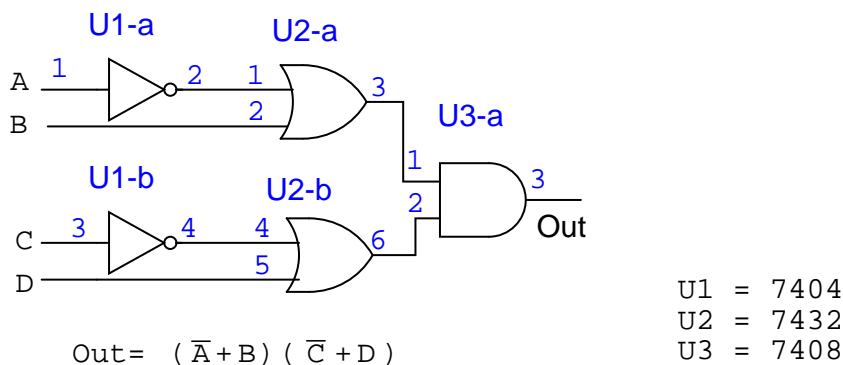 U1-a U2-a
A 1 2 1 3
B 2 U3-a
1 3
U1-b U2-b 2
C 3 4 4 6 Out
D 5
U1 = 7404
U2 = 7432
Out= (A̅+B)(C̅+D) U3 = 7408